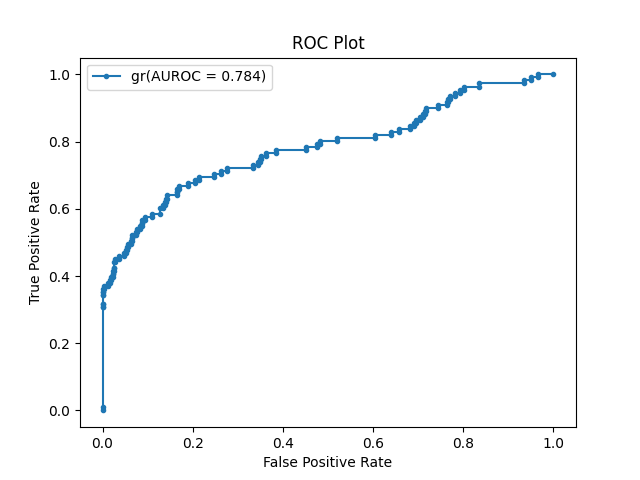 ROC Plot
gr(AUROC = 0.784)
True Positive Rate
1.0
0.8
0.6
0.4
0.2
0.0
0.0 0.2 0.4 0.6 0.8 1.0
False Positive Rate